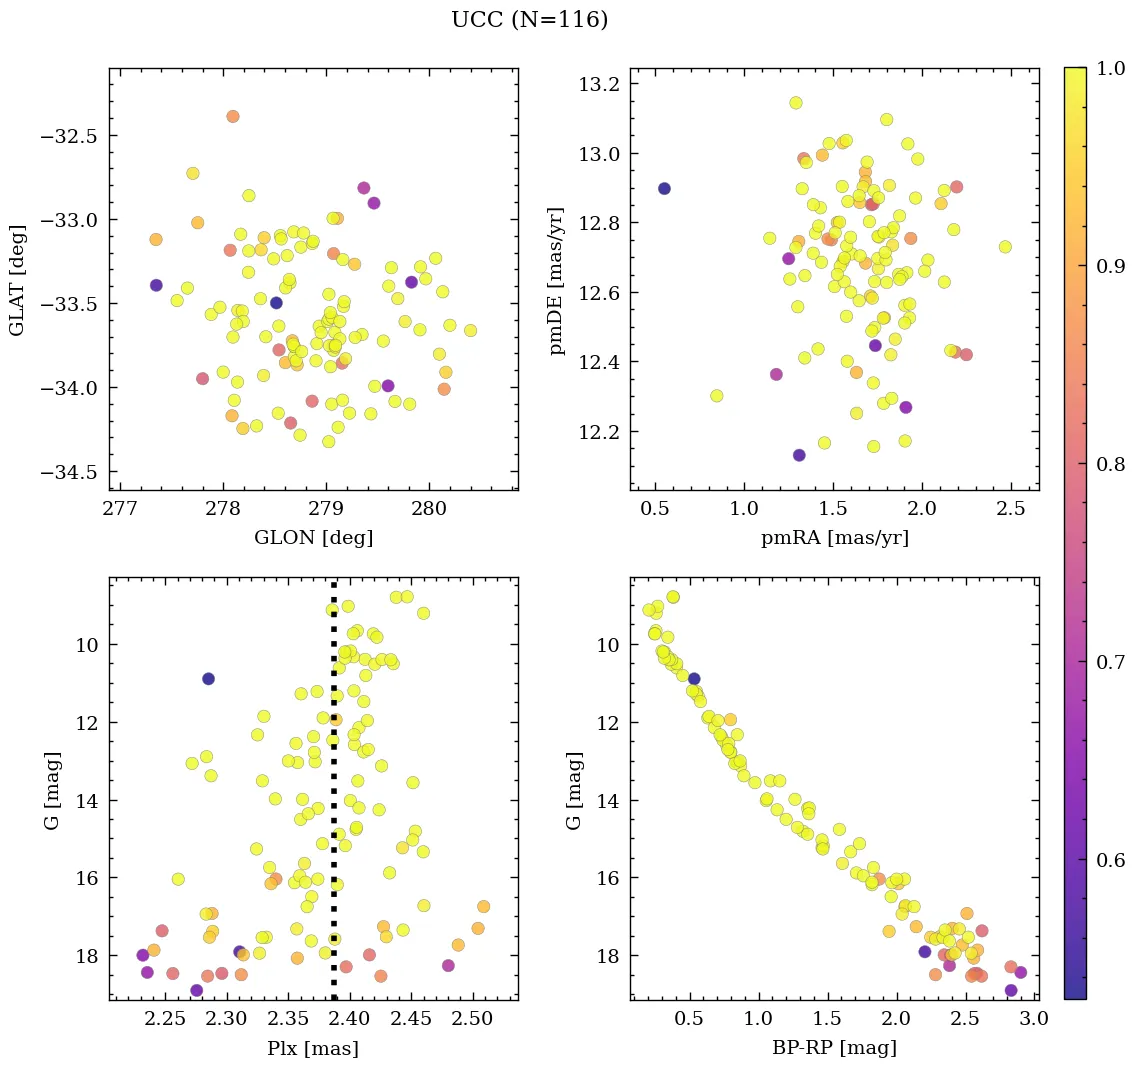 UCC (N=116)
−32.5
−33.0
−33.5
−34.0
−34.5
GLAT [deg]
277 278 279 280
GLON [deg]
13.2
13.0
12.8
12.6
12.4
12.2
pmDE [mas/yr]
0.5 1.0 1.5 2.0 2.5
pmRA [mas/yr]
10
12
14
16
18
G [mag]
2.25 2.30 2.35 2.40 2.45 2.50
Plx [mas]
10
12
14
16
18
G [mag]
0.5 1.0 1.5 2.0 2.5 3.0
BP-RP [mag]
1.0
0.9
0.8
0.7
0.6